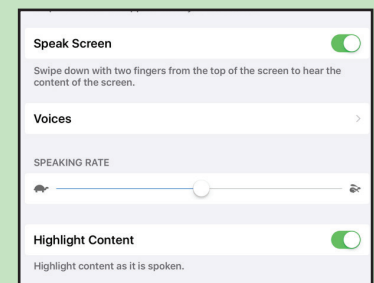 Speak Screen
Swipe down with two fingers from the top of the screen to hear the
content of the screen.
Voices
SPEAKING RATE
Highlight Content
Highlight content as it is spoken.